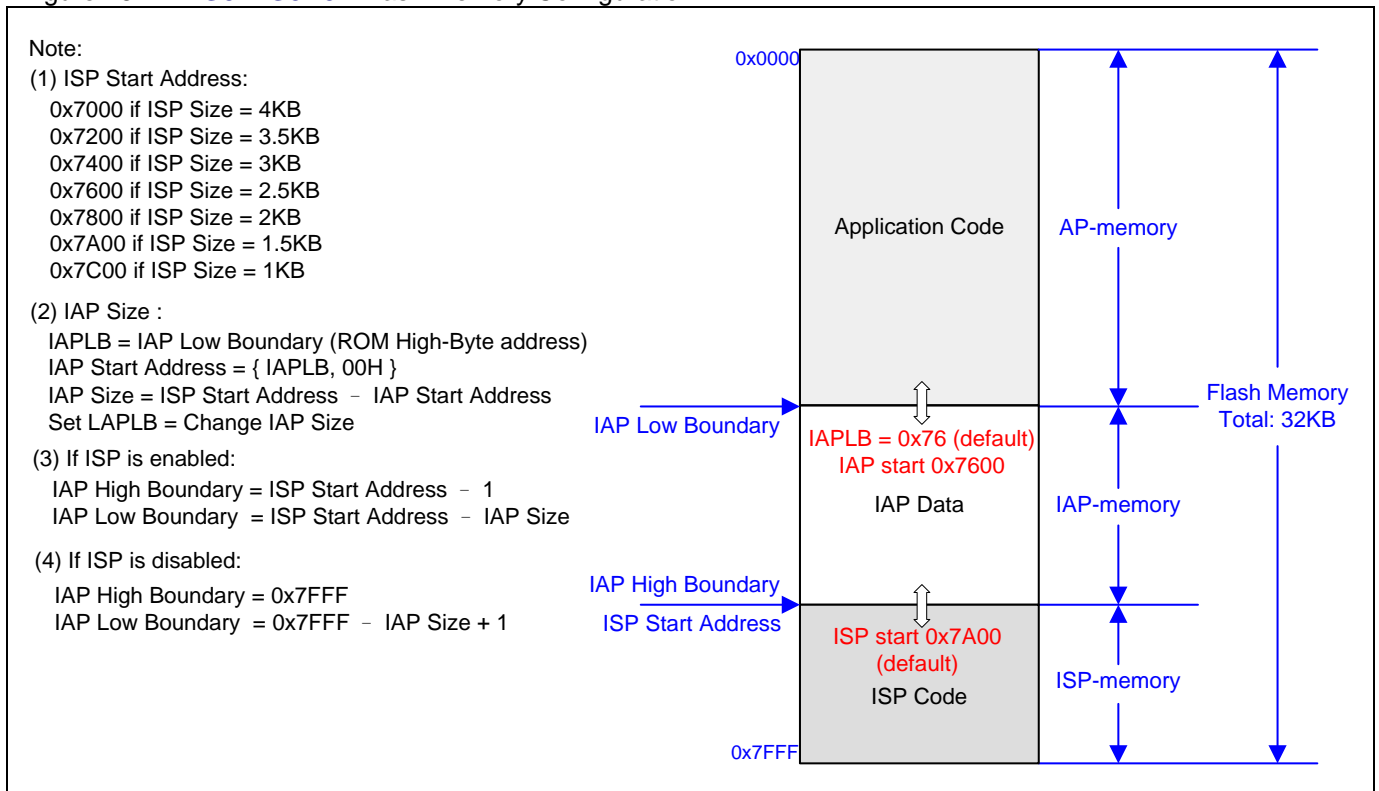 Note:
(1) ISP Start Address:
0x7000 if ISP Size = 4KB
0x7200 if ISP Size = 3.5KB
0x7400 if ISP Size = 3KB
0x7600 if ISP Size = 2.5KB
0x7800 if ISP Size = 2KB
0x7A00 if ISP Size = 1.5KB
0x7C00 if ISP Size = 1KB
(2) IAP Size :
IAPLB = IAP Low Boundary (ROM High-Byte address)
IAP Start Address = { IAPLB, 00H }
IAP Size = ISP Start Address – IAP Start Address
Set LAPLB = Change IAP Size
(3) If ISP is enabled:
IAP High Boundary = ISP Start Address – 1
IAP Low Boundary = ISP Start Address – IAP Size
(4) If ISP is disabled:
IAP High Boundary = 0x7FFF
IAP Low Boundary = 0x7FFF – IAP Size + 1
0x0000
Application Code
AP-memory
Flash Memory
Total: 32KB
IAP Low Boundary
IAPLB = 0x76 (default)
IAP start 0x7600
IAP Data
IAP-memory
IAP High Boundary
ISP Start Address
ISP start 0x7A00
(default)
ISP Code
ISP-memory
0x7FFF